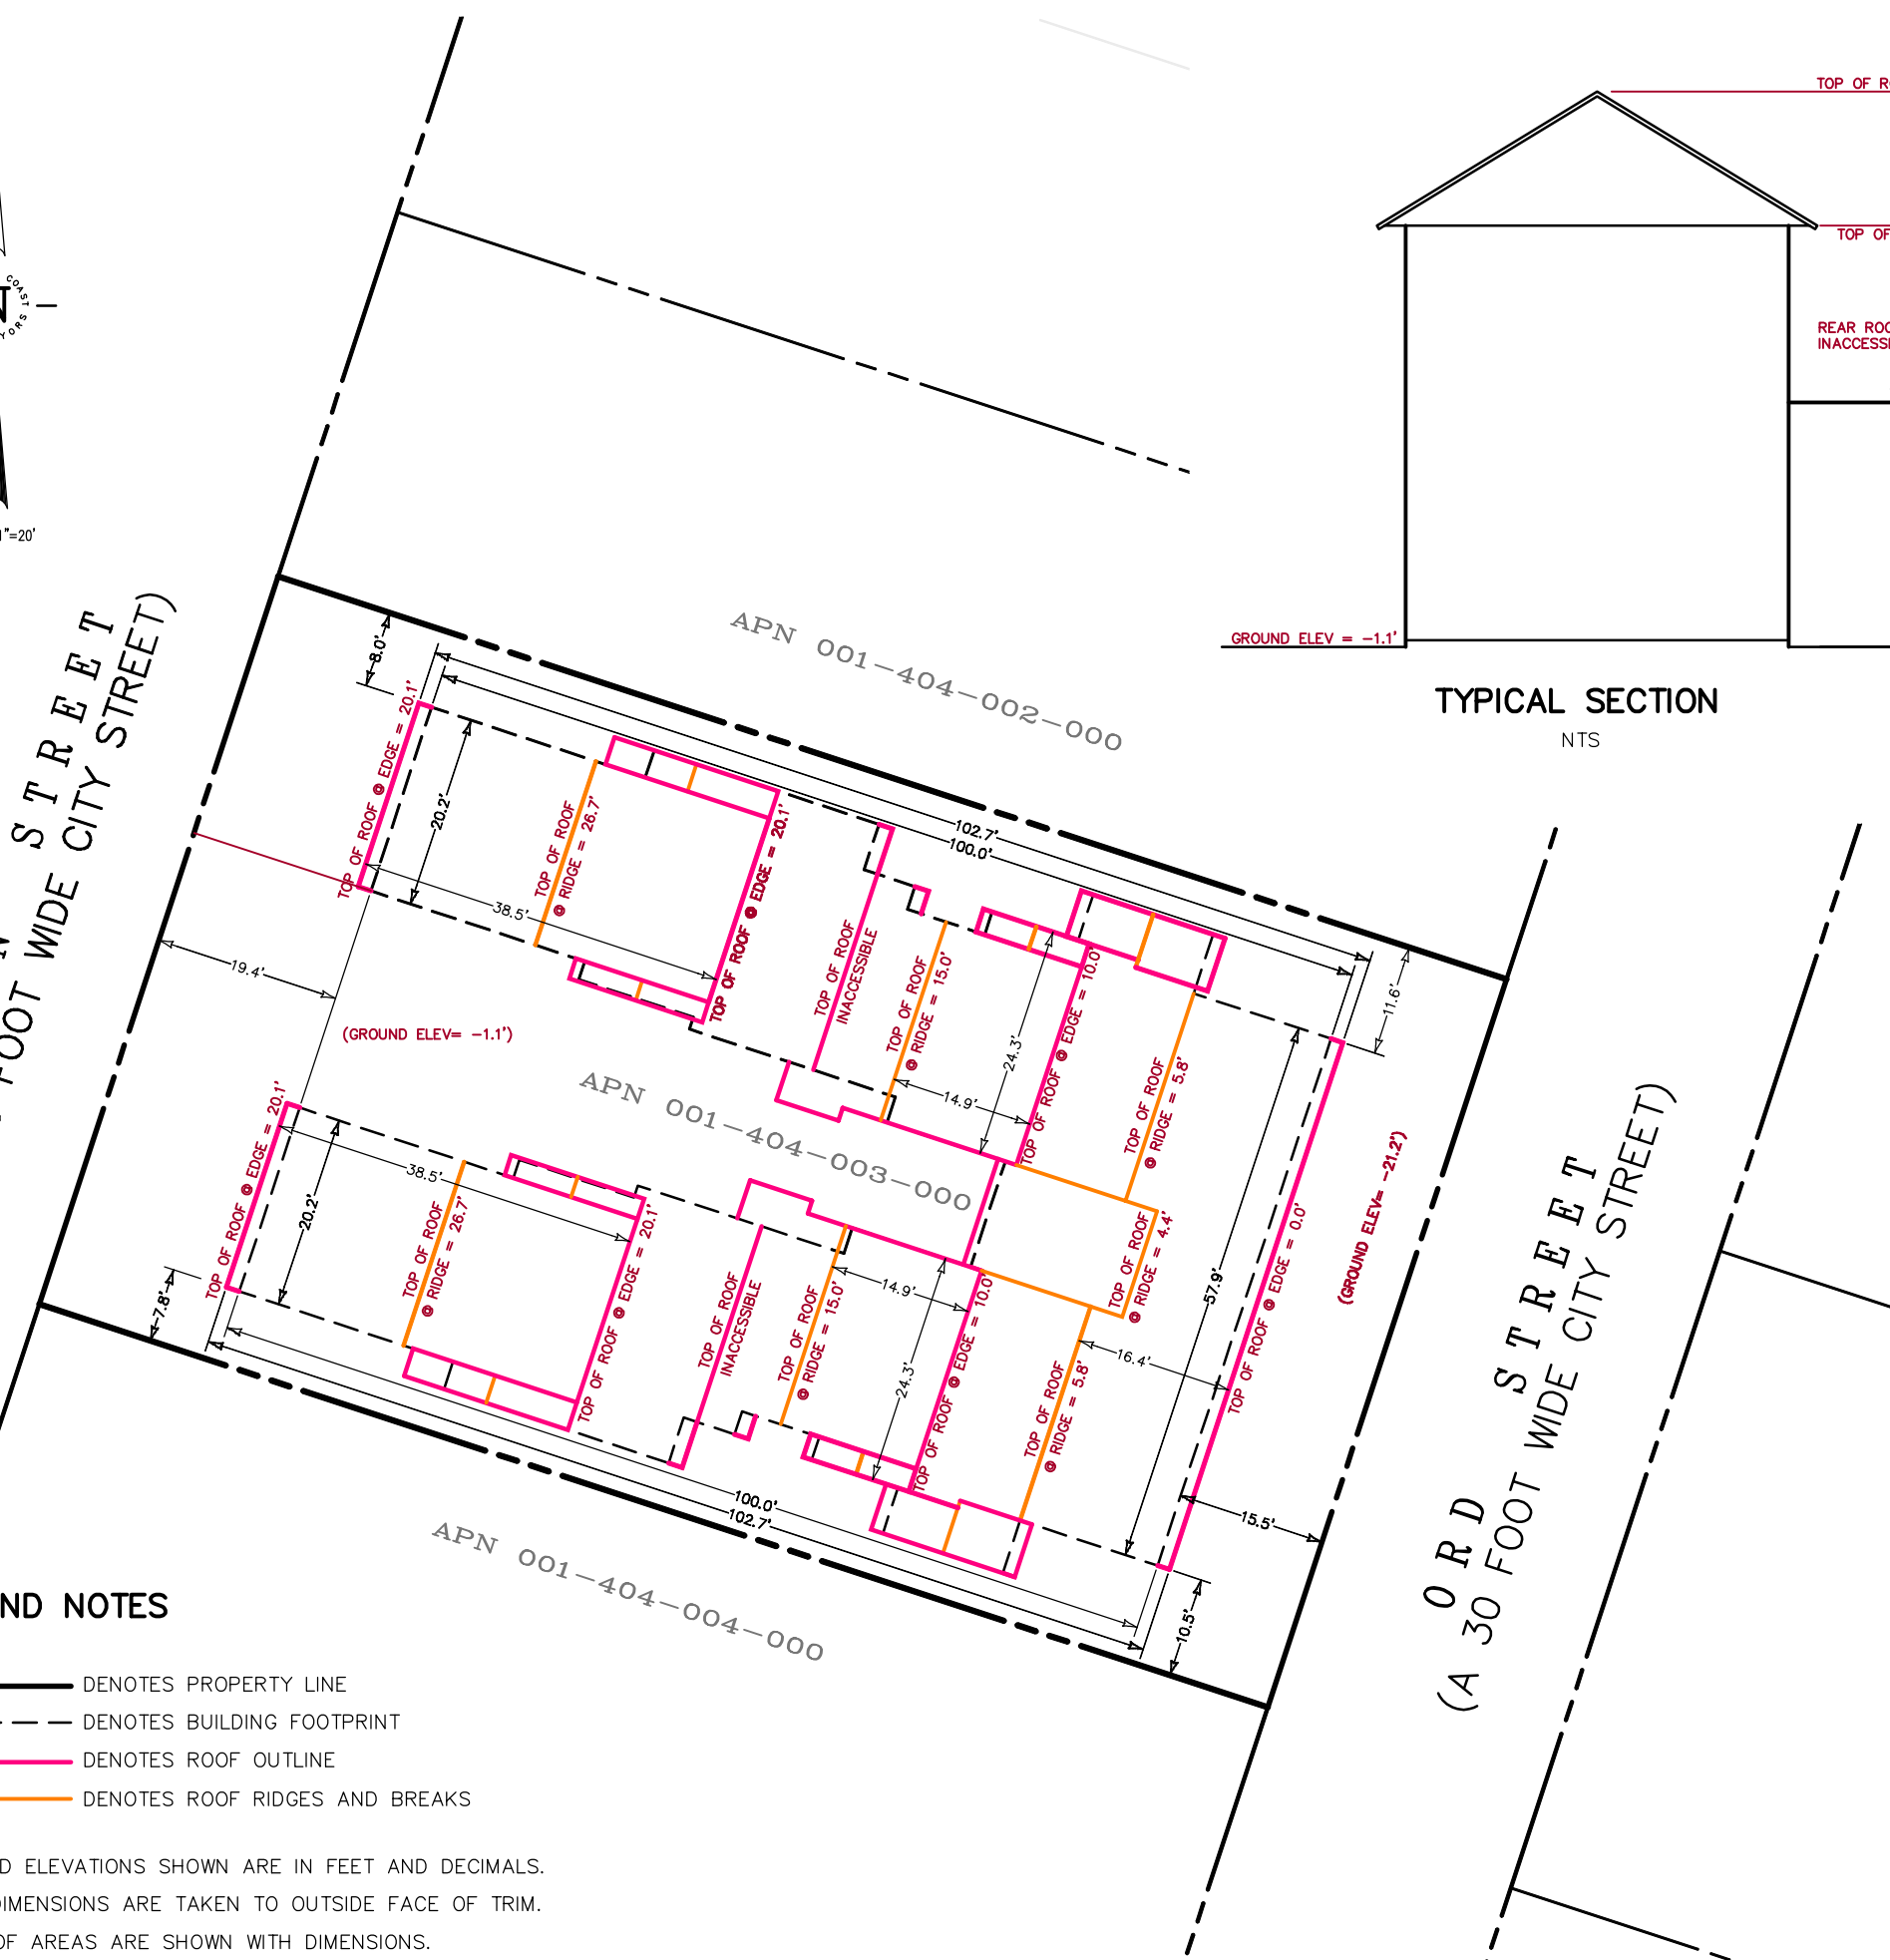 TOP OF
TOP OF
REAR
GROUND ELEV = -1.1'
TYPICAL SECTION
NTS
COAST
1"=20'
STREET
FOOT WIDE CITY STREET)
APN 001-404-002-000
8.0'
102.7'
100.0'
TOP OF ROOF @ EDGE = 20.1'
20.2'
38.5'
TOP OF ROOF
@ RIDGE = 26.7'
TOP OF ROOF @ EDGE = 20.1'
TOP OF ROOF
INACCESSIBLE
TOP OF ROOF
@ RIDGE = 15.0'
14.9'
24.3'
TOP OF ROOF @ EDGE = 10.0'
TOP OF ROOF
@ RIDGE = 5.8'
11.6'
19.4'
(GROUND ELEV= -1.1')
APN 001-404-003-000
TOP OF ROOF @ EDGE = 20.1'
20.2'
38.5'
TOP OF ROOF
@ RIDGE = 26.7'
TOP OF ROOF @ EDGE = 20.1'
TOP OF ROOF
INACCESSIBLE
TOP OF ROOF
@ RIDGE = 15.0'
14.9'
24.3'
TOP OF ROOF @ EDGE = 10.0'
TOP OF ROOF
@ RIDGE = 4.4'
TOP OF ROOF
@ RIDGE = 5.8'
16.4'
57.9'
TOP OF ROOF @ EDGE = 0.0'
(GROUND ELEV= -21.2')
7.8'
100.0'
102.7'
15.5'
10.5'
APN 001-404-004-000
ORD STREET
(A 30 FOOT WIDE CITY STREET)
NOTES
DENOTES PROPERTY LINE
DENOTES BUILDING FOOTPRINT
DENOTES ROOF OUTLINE
DENOTES ROOF RIDGES AND BREAKS
ELEVATIONS SHOWN ARE IN FEET AND DECIMALS.
DIMENSIONS ARE TAKEN TO OUTSIDE FACE OF TRIM.
AREAS ARE SHOWN WITH DIMENSIONS.